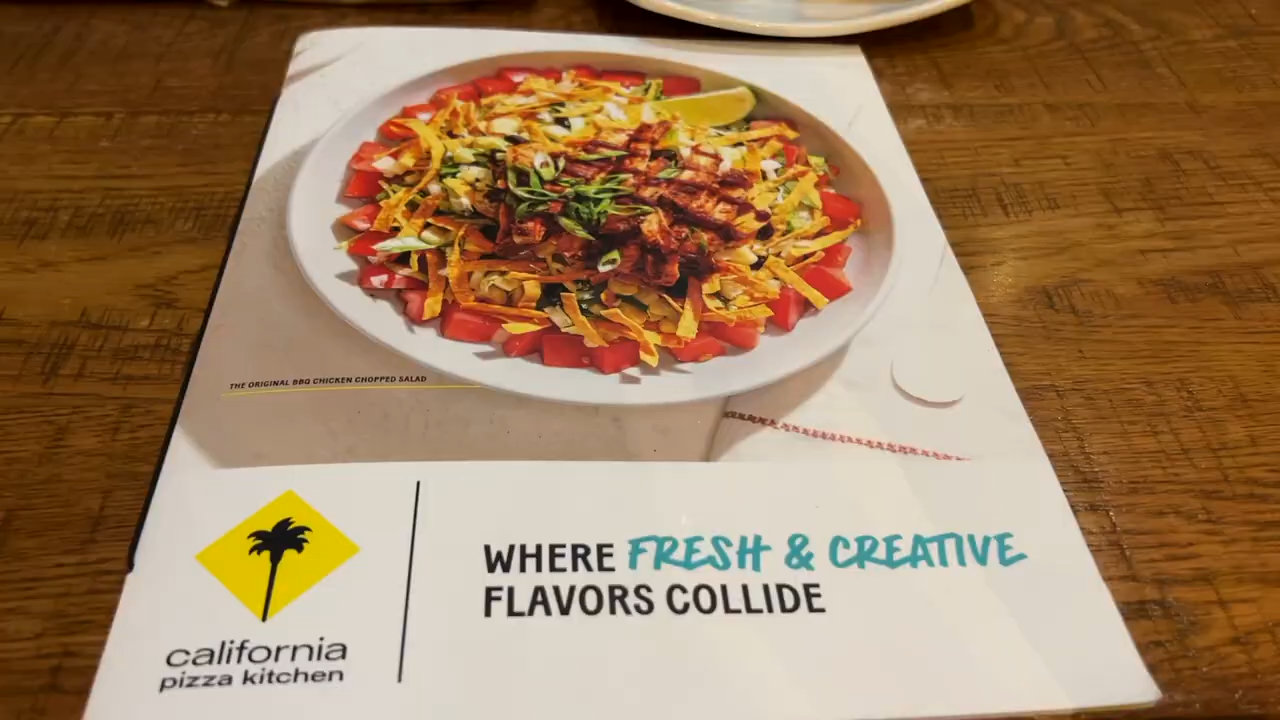 THE ORIGINAL BBQ CHICKEN CHOPPED SALAD
california
pizza kitchen
WHERE FRESH & CREATIVE
FLAVORS COLLIDE